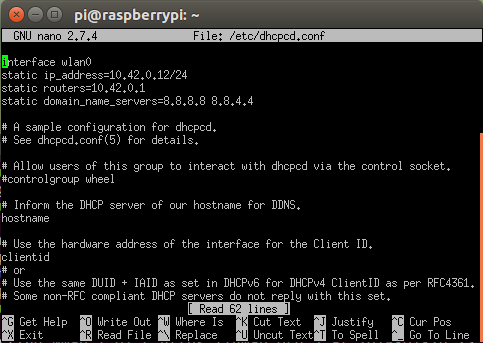 pi@raspberrypi: ~
GNU nano 2.7.4 File: /etc/dhcpcd.conf
interface wlan0
static ip_address=10.42.0.12/24
static routers=10.42.0.1
static domain_name_servers=8.8.8.8 8.8.4.4
# A sample configuration for dhcpcd.
# See dhcpcd.conf(5) for details.
# Allow users of this group to interact with dhcpcd via the control socket.
#controlgroup wheel
# Inform the DHCP server of our hostname for DDNS.
hostname
# Use the hardware address of the interface for the Client ID.
clientid
# or
# Use the same DUID + IAID as set in DHCPv6 for DHCPv4 ClientID as per RFC4361.
# Some non-RFC compliant DHCP servers do not reply with this set.
[ Read 62 lines ]
^G Get Help ^O Write Out ^W Where Is ^K Cut Text ^J Justify ^C Cur Pos
^X Exit ^R Read File ^\ Replace ^U Uncut Text ^T To Spell ^_ Go To Line